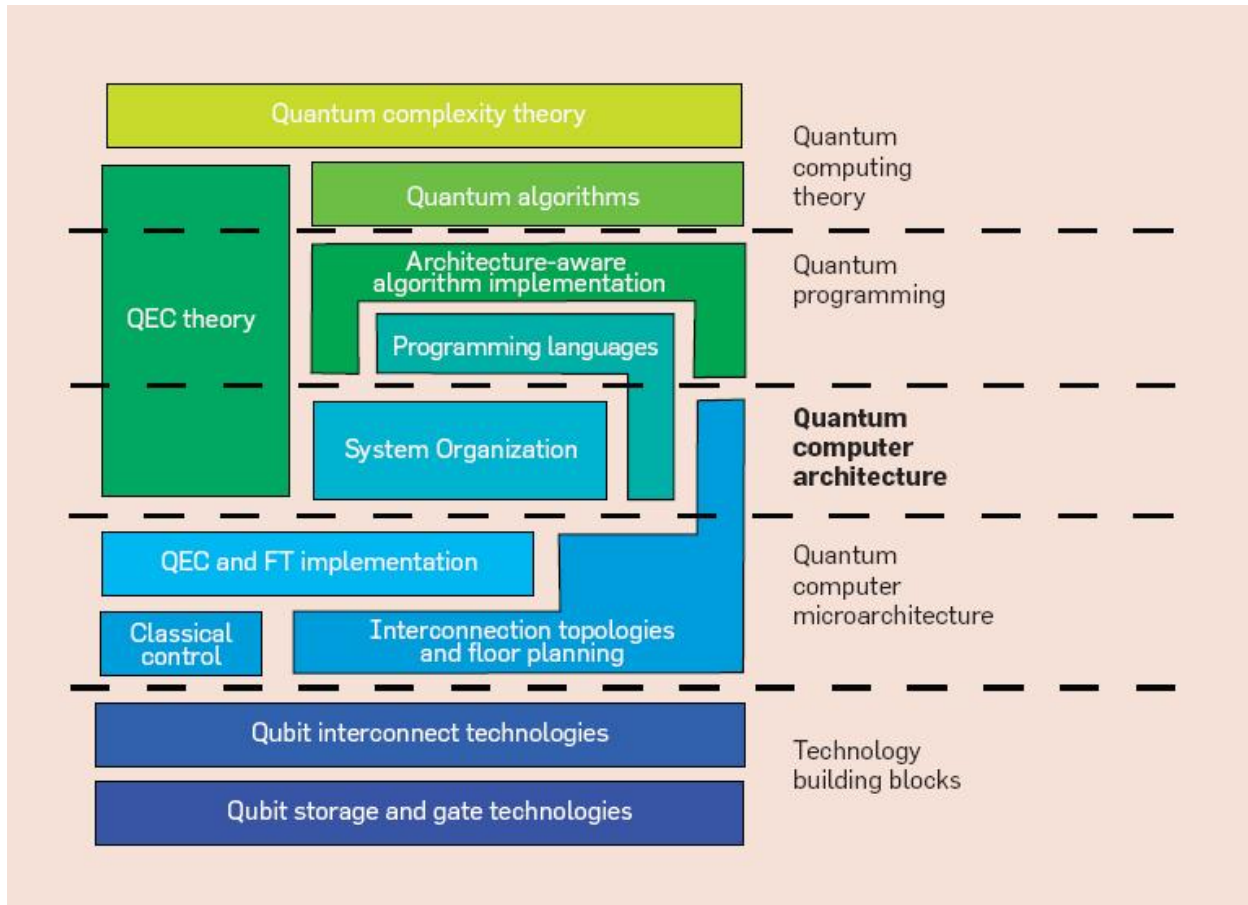 Quantum complexity theory
Quantum
computing
theory
Quantum algorithms
Architecture-aware
algorithm implementation
Quantum
programming
QEC theory
Programming languages
System Organization
Quantum
computer
architecture
QEC and FT implementation
Quantum
computer
microarchitecture
Classical
control
Interconnection topologies
and floor planning
Qubit interconnect technologies
Technology
building blocks
Qubit storage and gate technologies